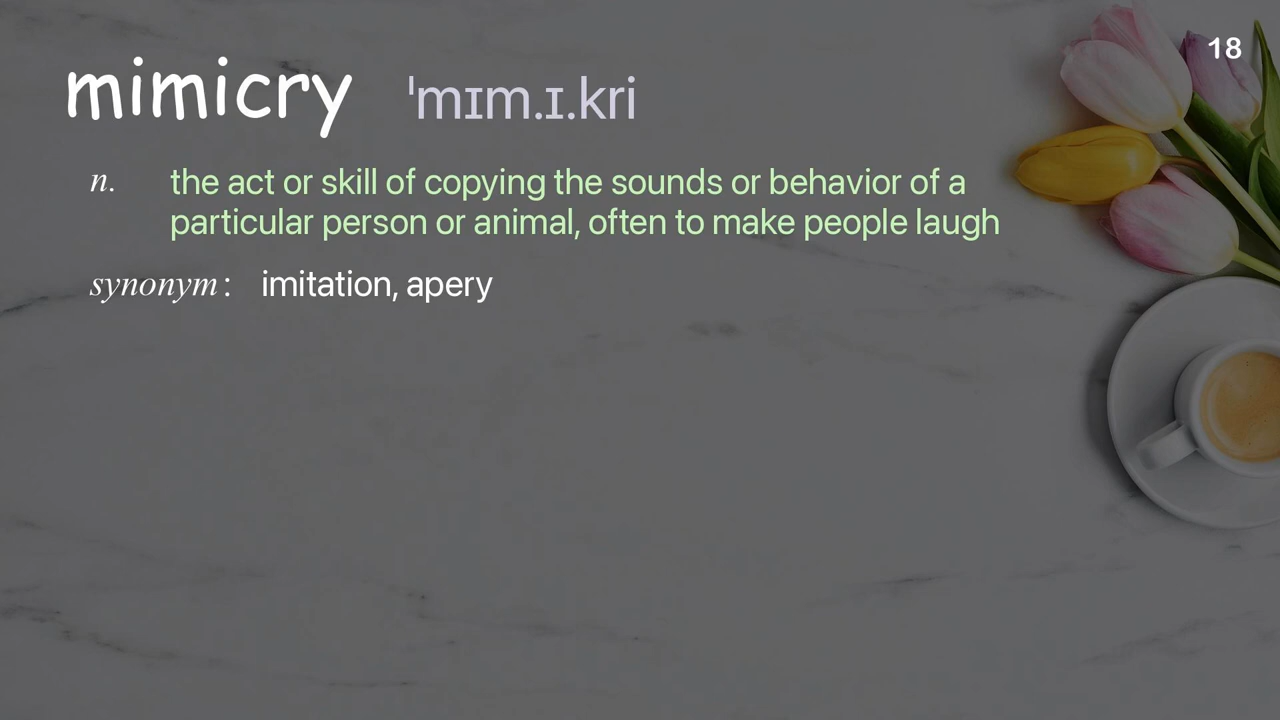 18
mimicry ˈmɪm.ɪ.kri
n. the act or skill of copying the sounds or behavior of a
particular person or animal, often to make people laugh
synonym : imitation, apery